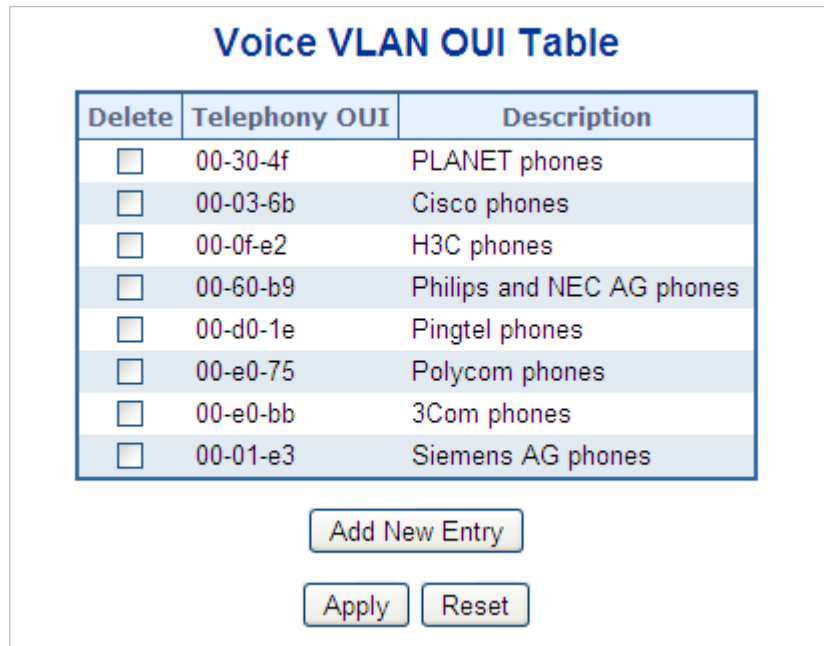 Voice VLAN OUI Table
Delete Telephony OUI Description
00-30-4f PLANET phones
00-03-6b Cisco phones
00-0f-e2 H3C phones
00-60-b9 Philips and NEC AG phones
00-d0-1e Pingtel phones
00-e0-75 Polycom phones
00-e0-bb 3Com phones
00-01-e3 Siemens AG phones
Add New Entry
Apply Reset